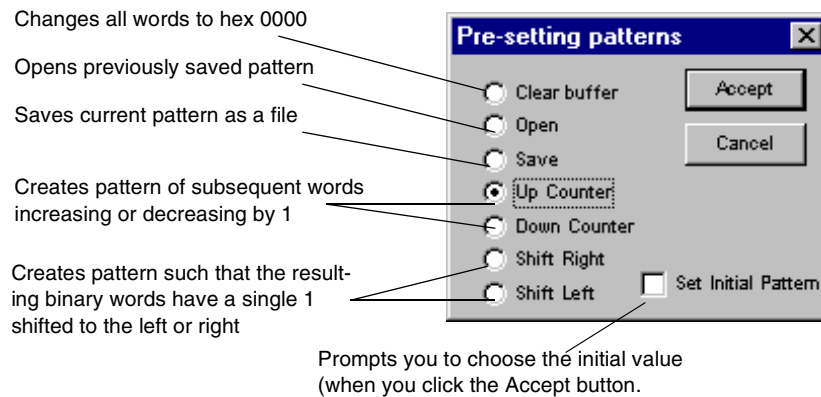 Changes all words to hex 0000
Opens previously saved pattern
Saves current pattern as a file
Creates pattern of subsequent words
increasing or decreasing by 1
Creates pattern such that the result-
ing binary words have a single 1
shifted to the left or right
Pre-setting patterns
Clear buffer
Open
Save
Up Counter
Down Counter
Shift Right
Shift Left
Accept
Cancel
Set Initial Pattern
Prompts you to choose the initial value
(when you click the Accept button.